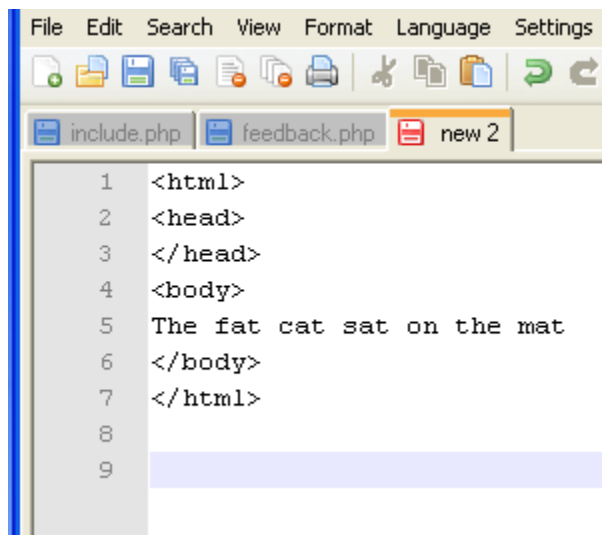 File Edit Search View Format Language Settings
include.php feedback.php new 2
1 <html>
2 <head>
3 </head>
4 <body>
5 The fat cat sat on the mat
6 </body>
7 </html>
8
9